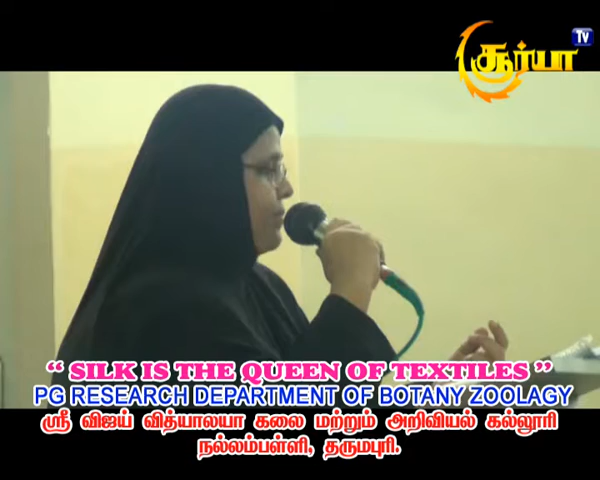 சூர்யா Tv
“ SILK IS THE QUEEN OF TEXTILES ”
PG RESEARCH DEPARTMENT OF BOTANY ZOOLAGY
ஸ்ரீ விஜய் வித்யாலயா கலை மற்றும் அறிவியல் கல்லூரி
நல்லம்பள்ளி, தருமபுரி.